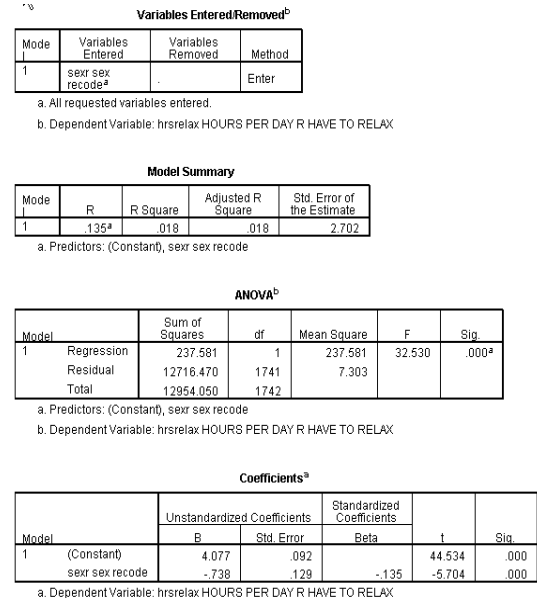 Variables Entered/Removedb
Mode
l Variables Entered Variables Removed Method
1 sexr sex recodea . Enter
a. All requested variables entered.
b. Dependent Variable: hrsrelax HOURS PER DAY R HAVE TO RELAX
Model Summary
Mode
l R R Square Adjusted R Square Std. Error of the Estimate
1 .135a .018 .018 2.702
a. Predictors: (Constant), sexr sex recode
ANOVAb
Model Sum of Squares df Mean Square F Sig.
1 Regression 237.581 1 237.581 32.530 .000a
Residual 12716.470 1741 7.303
Total 12954.050 1742
a. Predictors: (Constant), sexr sex recode
b. Dependent Variable: hrsrelax HOURS PER DAY R HAVE TO RELAX
Coefficientsa
Unstandardized Coefficients Standardized Coefficients
Model B Std. Error Beta t Sig.
1 (Constant) 4.077 .092 44.534 .000
sexr sex recode -.738 .129 -.135 -5.704 .000
a. Dependent Variable: hrsrelax HOURS PER DAY R HAVE TO RELAX